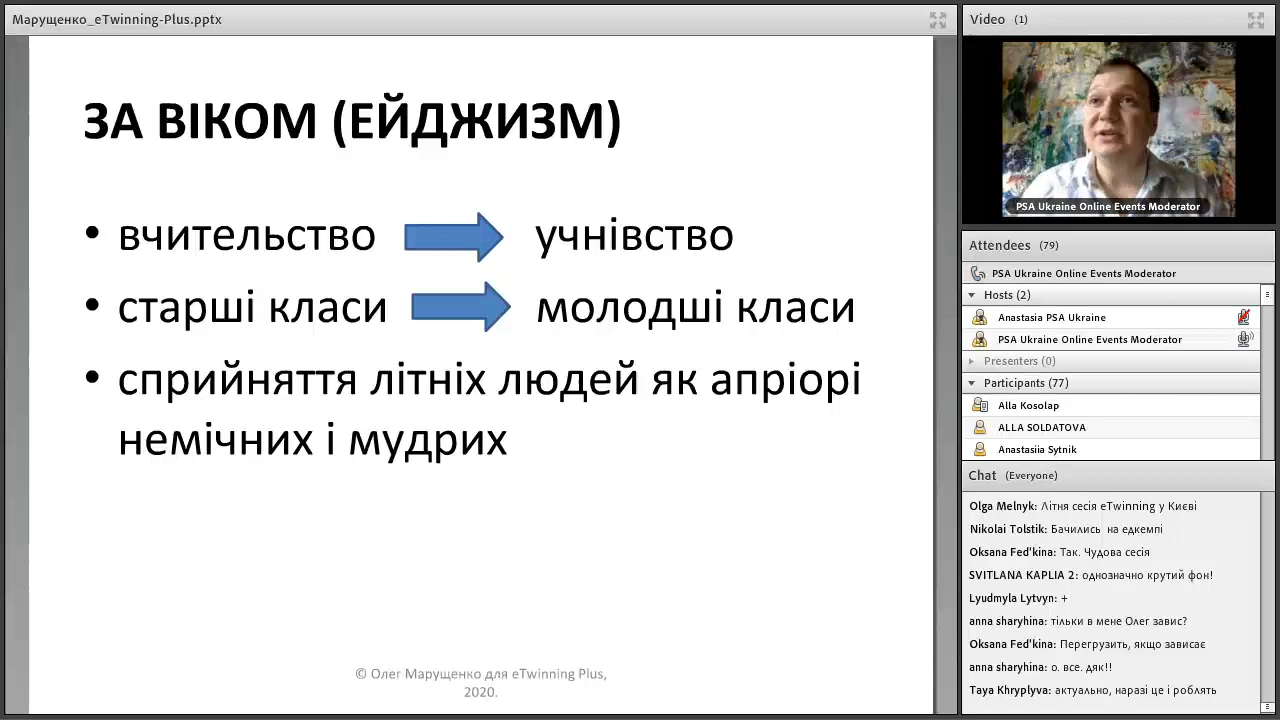 Марущенко_eTwinning-Plus.pptx
ЗА ВІКОМ (ЕЙДЖИЗМ)
• вчительство учнівство
• старші класи молодші класи
• сприйняття літніх людей як апріорі
немічних і мудрих
© Олег Марущенко для eTwinning Plus,
2020.
Video (1)
PSA Ukraine Online Events Moderator
Attendees (79)
PSA Ukraine Online Events Moderator
Hosts (2)
Anastasia PSA Ukraine
PSA Ukraine Online Events Moderator
Presenters (0)
Participants (77)
Alla Kosolap
ALLA SOLDATOVA
Anastasiia Sytnik
Chat (Everyone)
Olga Melnyk: Літня сесія eTwinning у Києві
Nikolai Tolstik: Бачились на едкемпі
Oksana Fed'kina: Так. Чудова сесія
SVITLANA KAPLIA 2: однозначно крутий фон!
Lyudmyla Lytvyn: +
anna sharyhina: тільки в мене Олег завис?
Oksana Fed'kina: Перегрузить, якщо зависає
anna sharyhina: о. все. дяк!!
Taya Khryplyva: актуально, наразі це і роблять